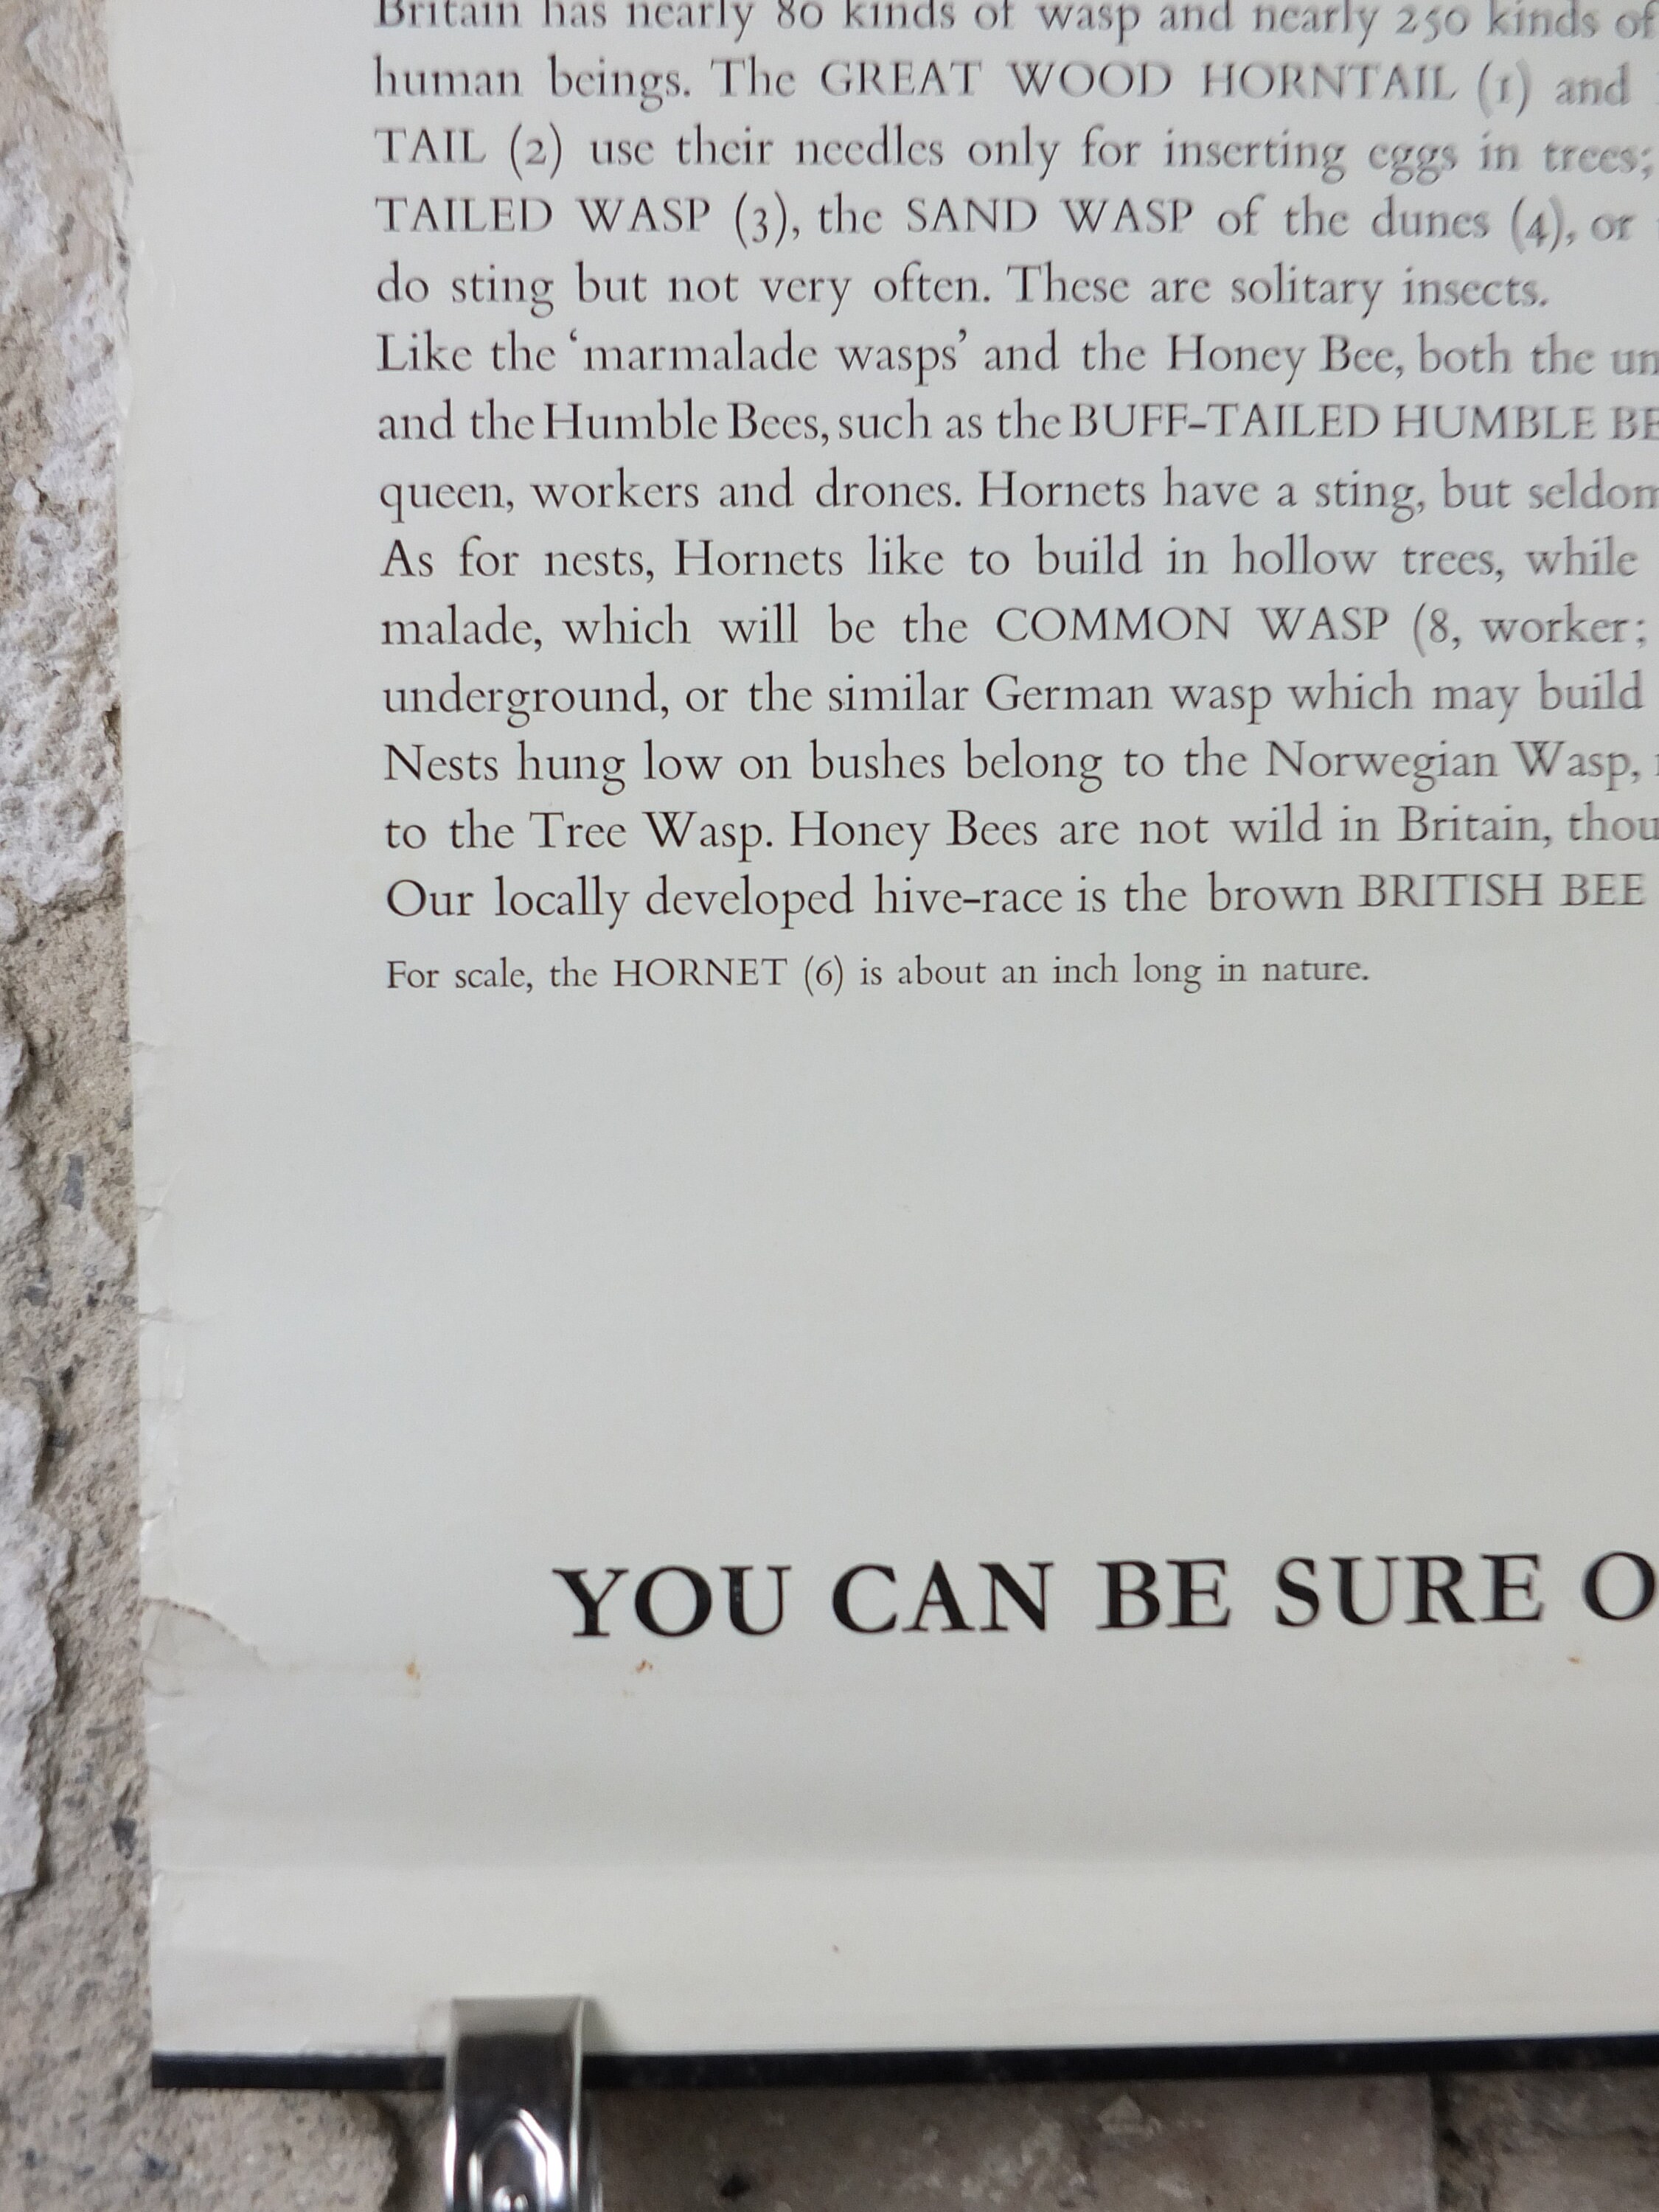 Britain has nearly 80 kinds of wasp and nearly 250 kinds of
human beings. The GREAT WOOD HORNTAIL (1) and
TAIL (2) use their needles only for inserting eggs in trees;
TAILED WASP (3), the SAND WASP of the dunes (4), or
do sting but not very often. These are solitary insects.
Like the ‘marmalade wasps’ and the Honey Bee, both the un
and the Humble Bees, such as the BUFF-TAILED HUMBLE BE
queen, workers and drones. Hornets have a sting, but seldom
As for nests, Hornets like to build in hollow trees, while
malade, which will be the COMMON WASP (8, worker;
underground, or the similar German wasp which may build
Nests hung low on bushes belong to the Norwegian Wasp,
to the Tree Wasp. Honey Bees are not wild in Britain, thou
Our locally developed hive-race is the brown BRITISH BEE
For scale, the HORNET (6) is about an inch long in nature.
YOU CAN BE SURE O